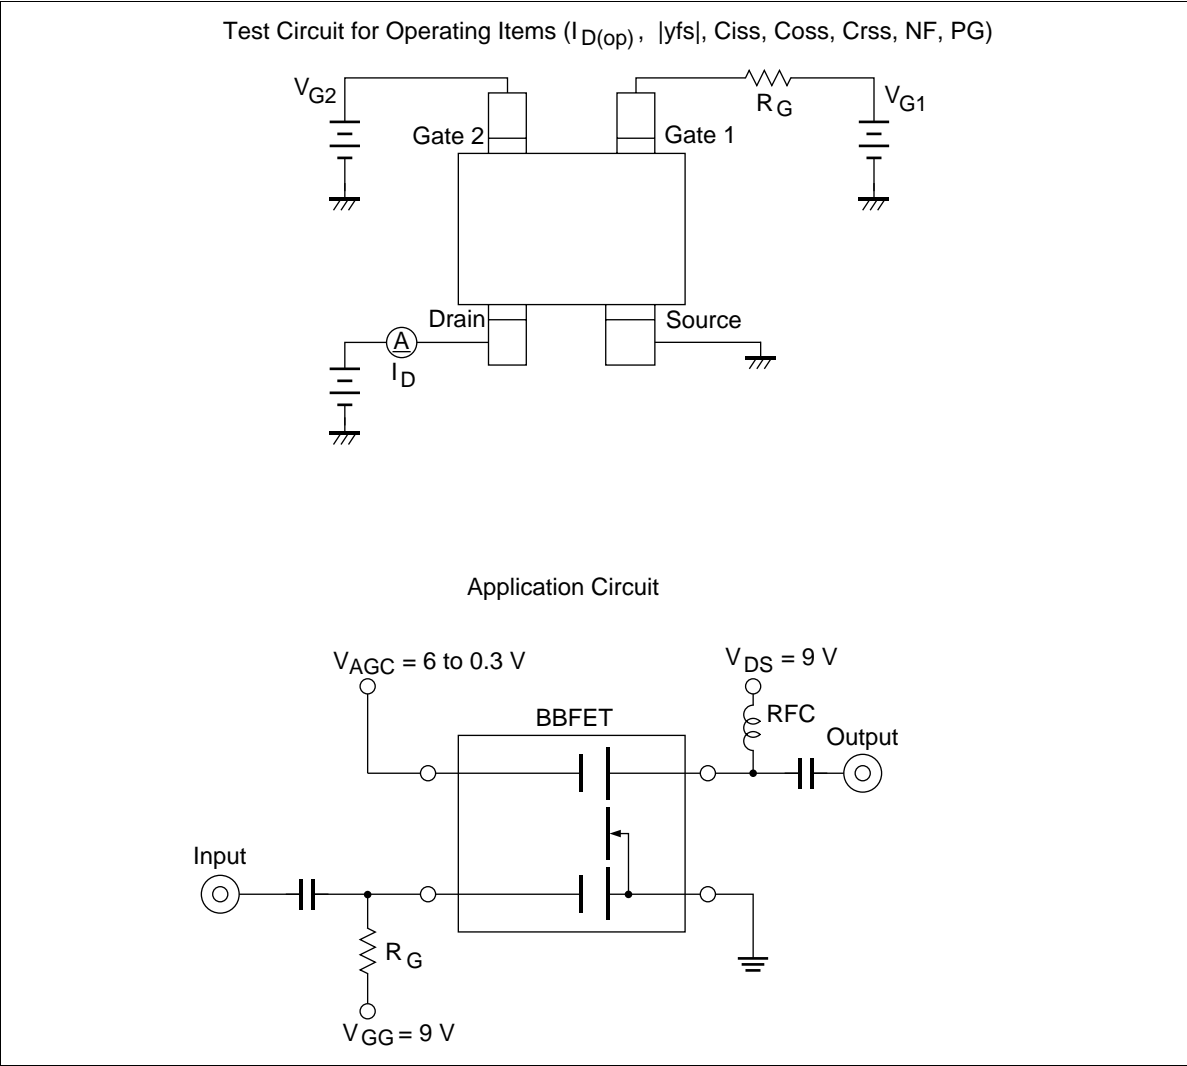 Test Circuit for Operating Items (I D(op), |yfs|, Ciss, Coss, Crss, NF, PG)
VG2
RG
VG1
Gate 2
Gate 1
Drain
Source
A
ID
Application Circuit
VAGC = 6 to 0.3 V
VDS = 9 V
BBFET
RFC
Output
Input
RG
VGG = 9 V